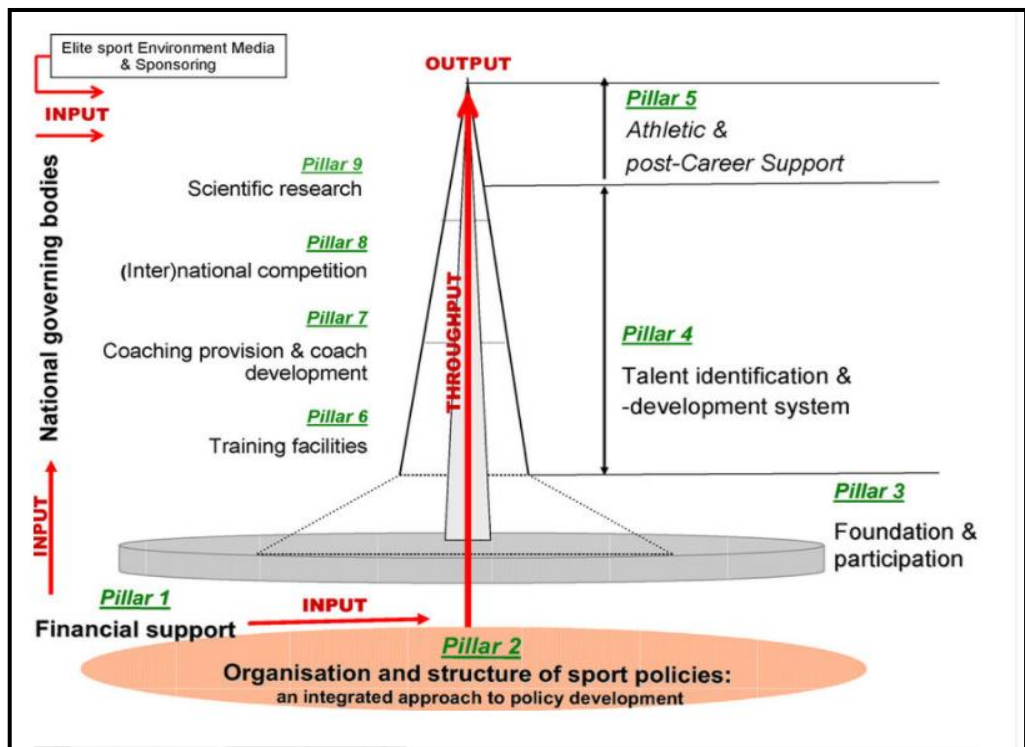 Elite sport Environment Media
& Sponsoring
INPUT
OUTPUT
National governing bodies
INPUT
Pillar 9
Scientific research
Pillar 8
(Inter)national competition
Pillar 7
Coaching provision & coach
development
Pillar 6
Training facilities
THROUGHPUT
Pillar 5
Athletic &
post-Career Support
Pillar 4
Talent identification &
-development system
Pillar 3
Foundation &
participation
Pillar 1
Financial support
INPUT
Pillar 2
Organisation and structure of sport policies:
an integrated approach to policy development